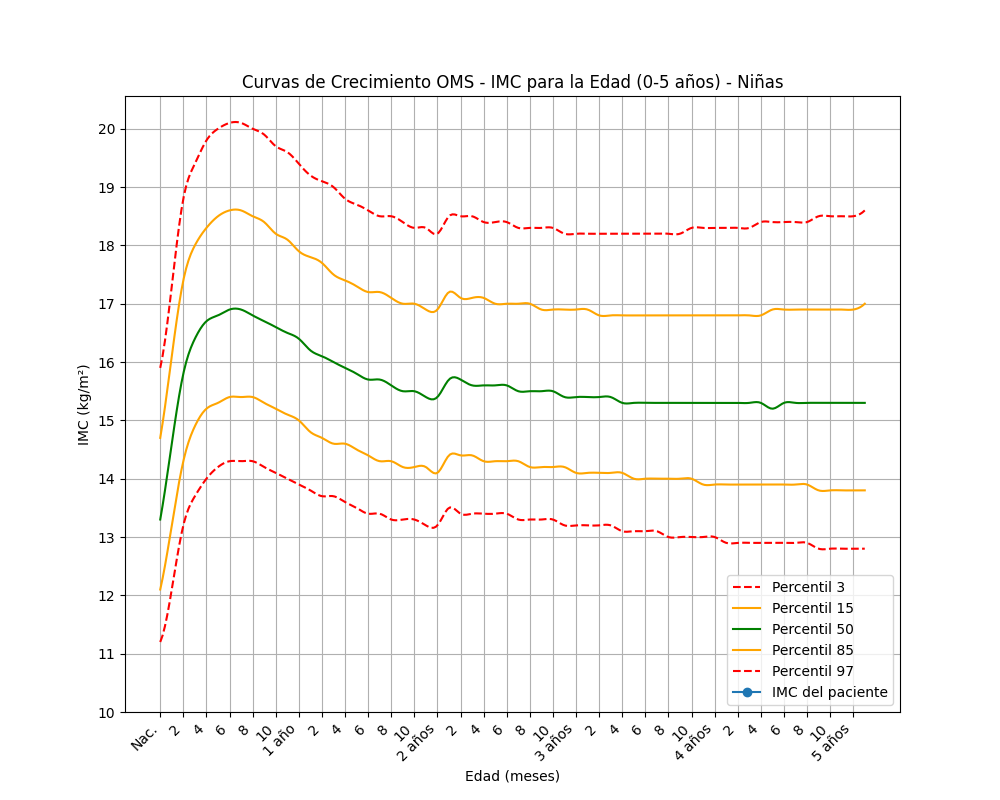 Curvas de Crecimiento OMS - IMC para la Edad (0-5 años) - Niñas
IMC (kg/m²)
20
19
18
17
16
15
14
13
12
11
10
Percentil 3
Percentil 15
Percentil 50
Percentil 85
Percentil 97
IMC del paciente
Nac. 2 4 6 8 10 1 año 2 4 6 8 10 2 años 2 4 6 8 10 3 años 2 4 6 8 10 4 años 2 4 6 8 10 5 años
Edad (meses)